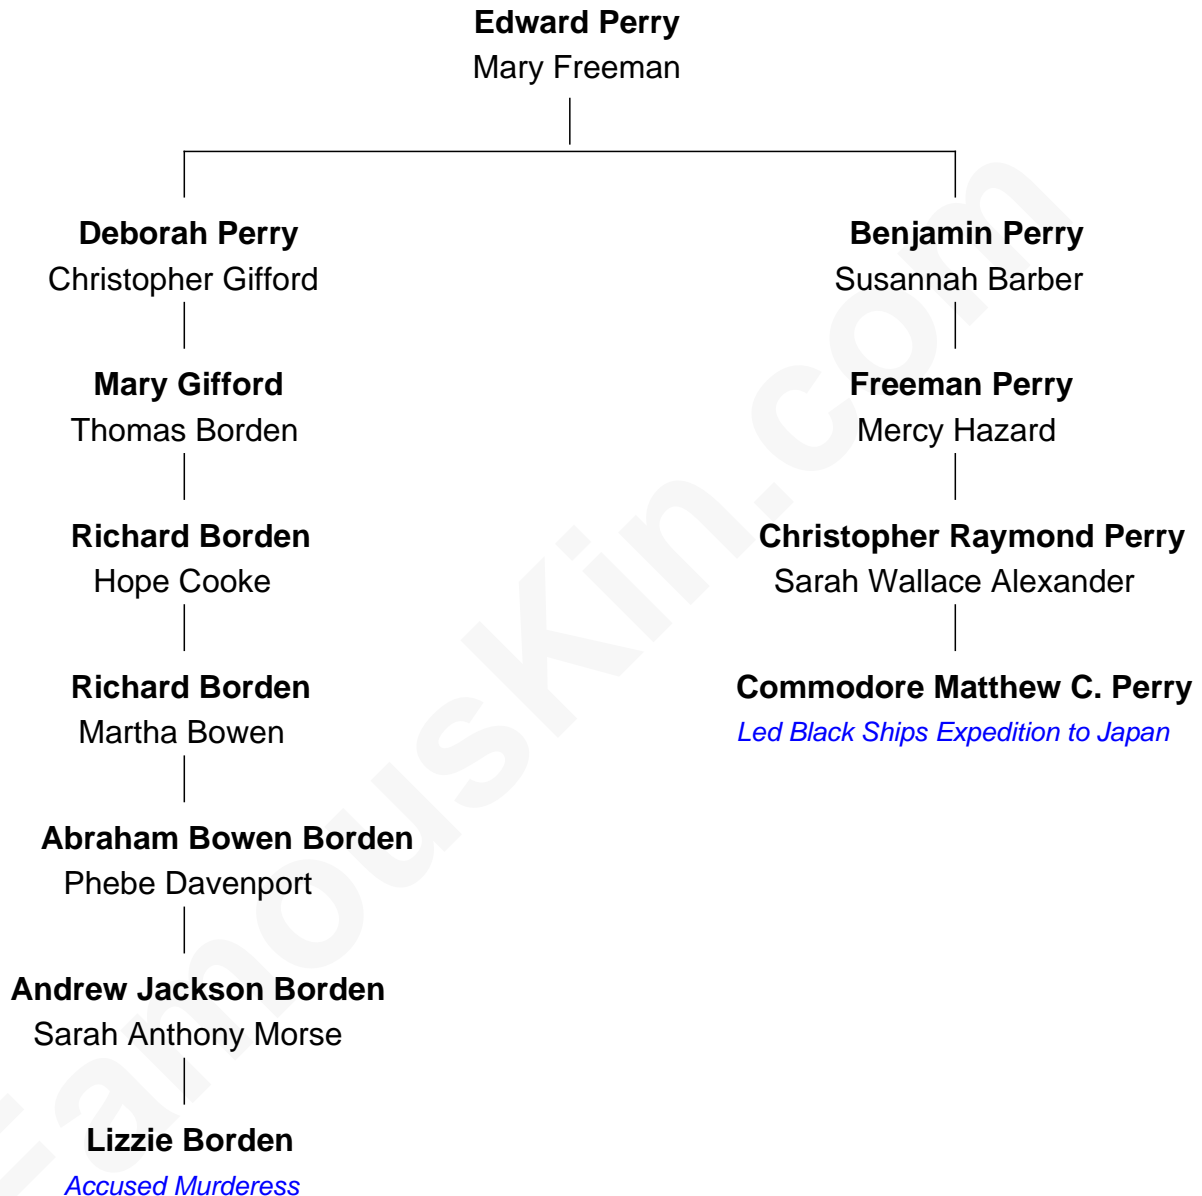 Edward Perry
Mary Freeman
Deborah Perry
Christopher Gifford
Benjamin Perry
Susannah Barber
Mary Gifford
Thomas Borden
Freeman Perry
Mercy Hazard
Richard Borden
Hope Cooke
Christopher Raymond Perry
Sarah Wallace Alexander
Richard Borden
Martha Bowen
Commodore Matthew C. Perry
Led Black Ships Expedition to Japan
Abraham Bowen Borden
Phebe Davenport
Andrew Jackson Borden
Sarah Anthony Morse
Lizzie Borden
Accused Murderess
FamousKin.com